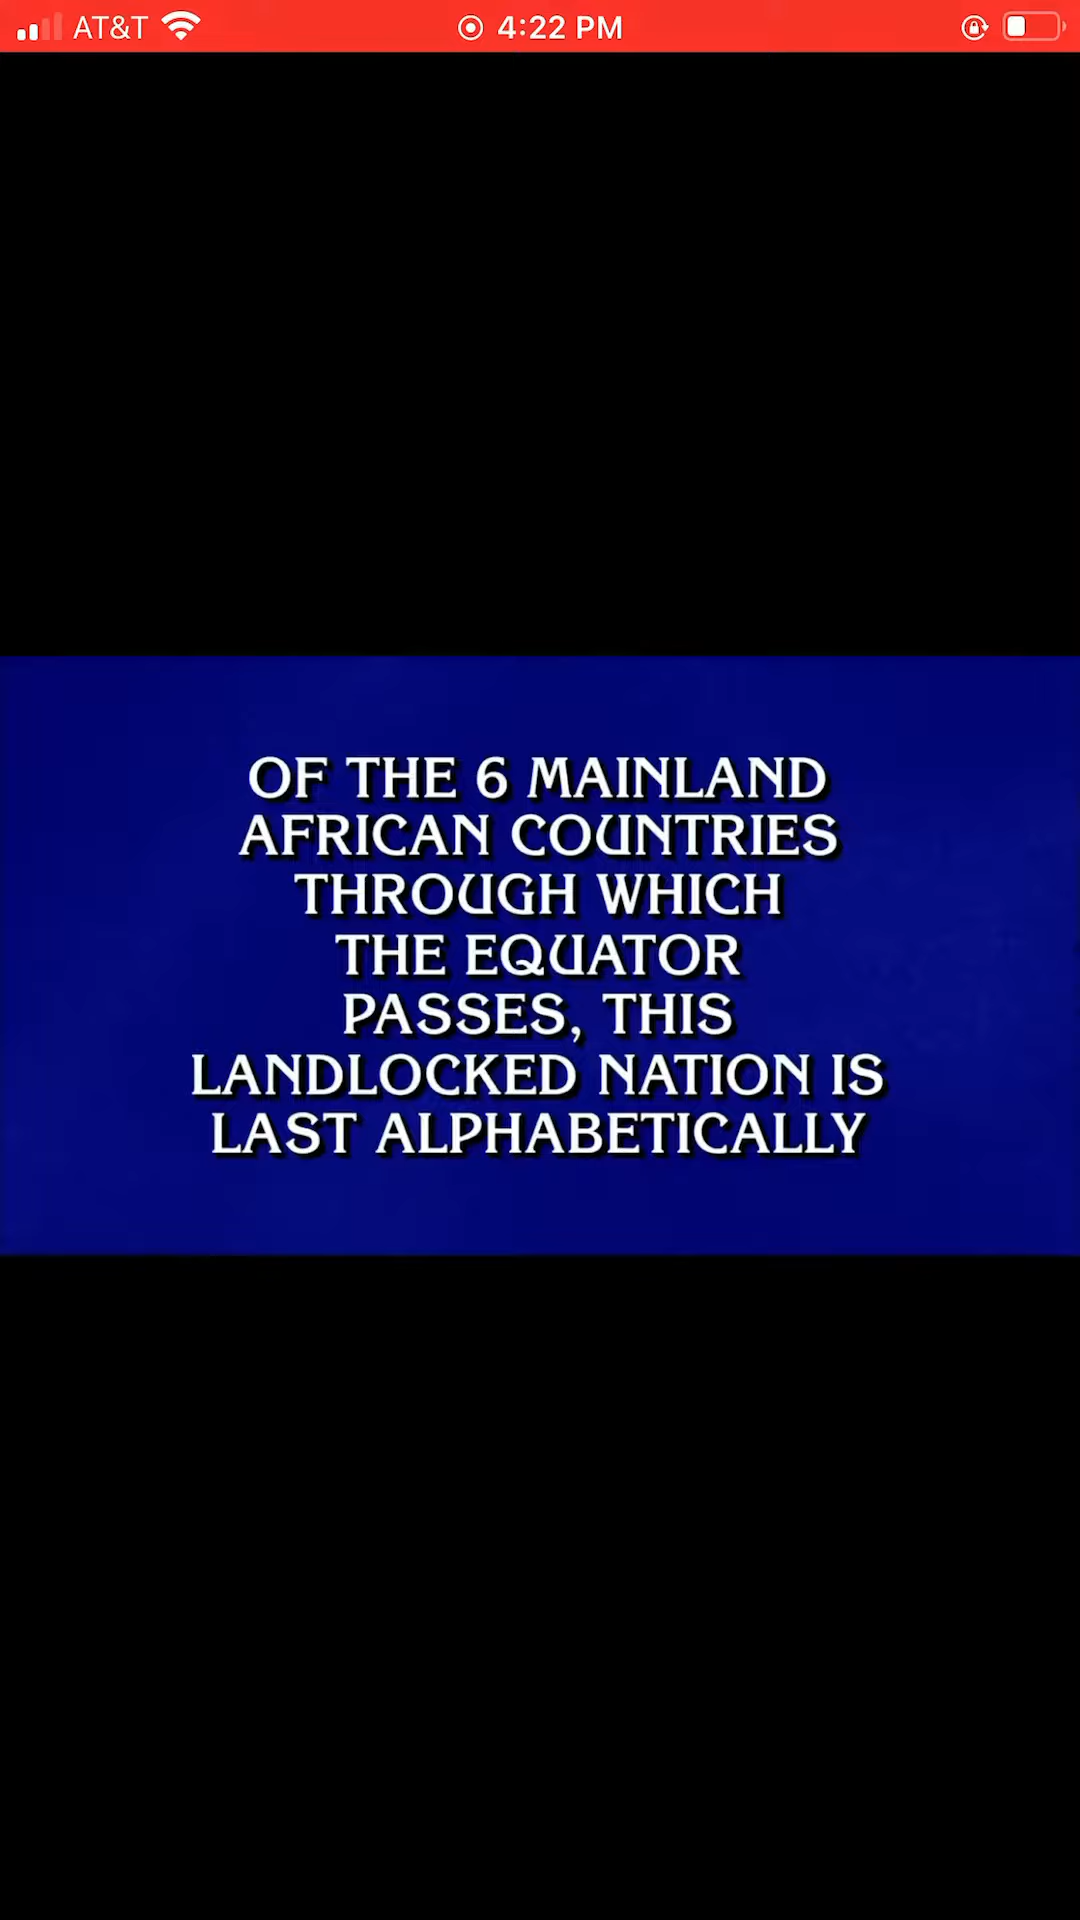 AT&T 4:22 PM
OF THE 6 MAINLAND
AFRICAN COUNTRIES
THROUGH WHICH
THE EQUATOR
PASSES, THIS
LANDLOCKED NATION IS
LAST ALPHABETICALLY